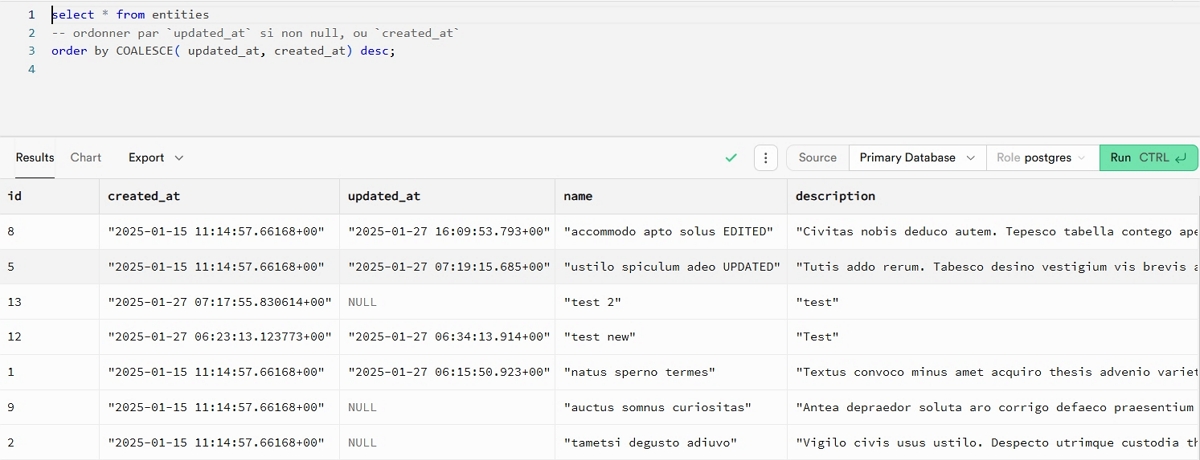 1 select * from entities
2 -- ordonner par `updated_at` si non null, ou `created_at`
3 order by COALESCE( updated_at, created_at) desc;
4
Results Chart Export Source Primary Database Role postgres Run CTRL
id created_at updated_at name description
8 "2025-01-15 11:14:57.66168+00" "2025-01-27 16:09:53.793+00" "accommodo apto solus EDITED" "Civitas nobis deduco autem. Tepesco tabella contego ape
5 "2025-01-15 11:14:57.66168+00" "2025-01-27 07:19:15.685+00" "ustilo spiculum adeo UPDATED" "Tutis addo rerum. Tabesco desino vestigium vis brevis a
13 "2025-01-27 07:17:55.830614+00" NULL "test 2" "test"
12 "2025-01-27 06:23:13.123773+00" "2025-01-27 06:34:13.914+00" "test new" "Test"
1 "2025-01-15 11:14:57.66168+00" "2025-01-27 06:15:50.923+00" "natus sperno termes" "Textus convoco minus amet acquiro thesis advenio variet
9 "2025-01-15 11:14:57.66168+00" NULL "auctus somnus curiositas" "Antea depraedor soluta aro corrigo defaeco praesentium
2 "2025-01-15 11:14:57.66168+00" NULL "tametsi degusto adiuvo" "Vigilo civis usus ustilo. Despecto utrimque custodia th